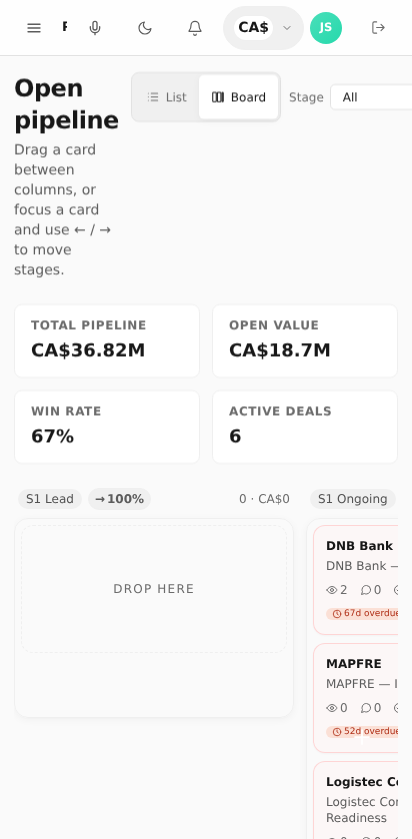 CA$
JS
Open pipeline
Drag a card between columns, or focus a card and use ← / → to move stages.
List
Board
Stage
All
TOTAL PIPELINE
CA$36.82M
OPEN VALUE
CA$18.7M
WIN RATE
67%
ACTIVE DEALS
6
S1 Lead
→ 100%
0 · CA$0
S1 Ongoing
DROP HERE
DNB Bank
DNB Bank —
2 0
67d overdue
MAPFRE
MAPFRE —
0 0
52d overdue
Logistec
Logistec
Readiness